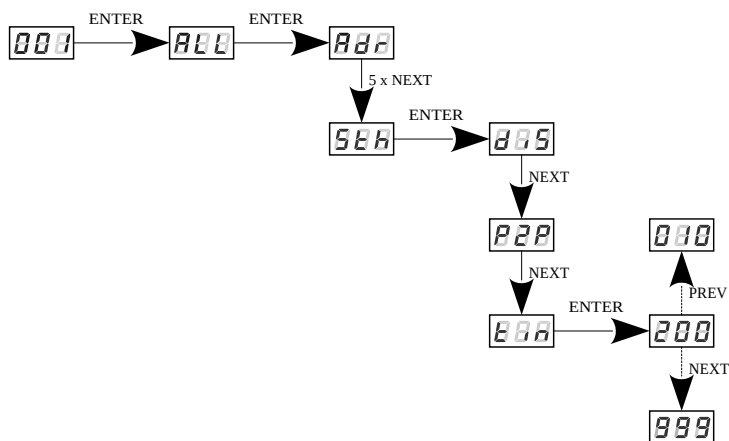 ENTER ENTER
001 ALL Adr
5 x NEXT
ENTER
Sth diS
NEXT
P2P 010
NEXT PREV
ENTER
tin 200
NEXT
999